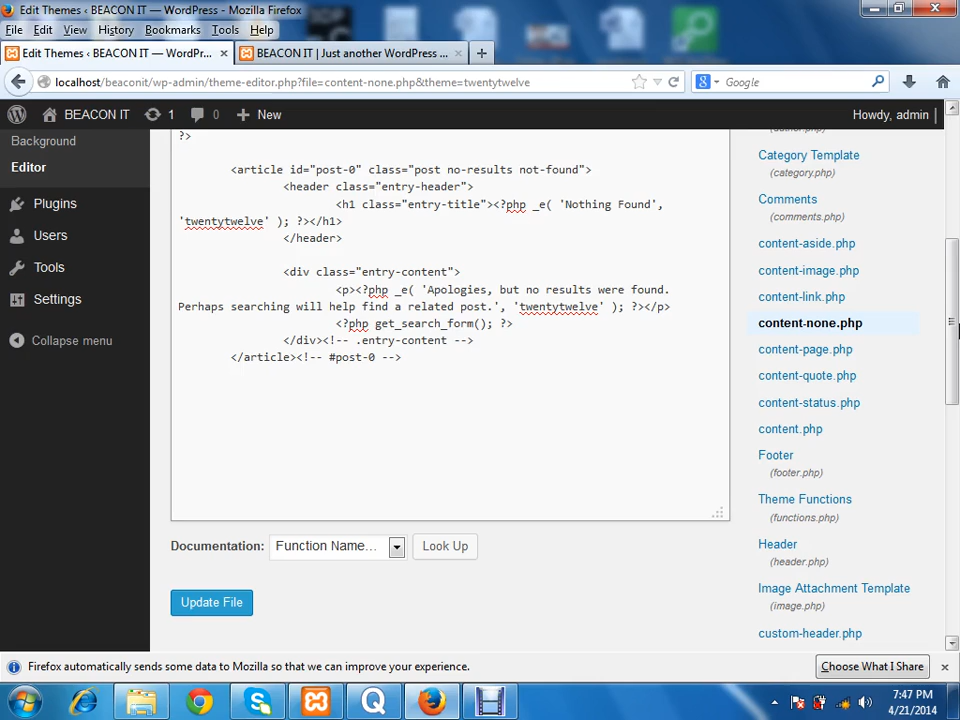 Edit Themes ‹ BEACON IT — WordPress - Mozilla Firefox
File Edit View History Bookmarks Tools Help
Edit Themes ‹ BEACON IT — WordPr... ×
BEACON IT | Just another WordPress ... ×
localhost/beaconit/wp-admin/theme-editor.php?file=content-none.php&theme=twentytwelve
Google
BEACON IT 1 0 New
Howdy, admin
Background
Editor
Plugins
Users
Tools
Settings
Collapse menu
?>
<article id="post-0" class="post no-results not-found">
<header class="entry-header">
<h1 class="entry-title"><?php _e( 'Nothing Found',
'twentytwelve' ); ?></h1>
</header>
<div class="entry-content">
<p><?php _e( 'Apologies, but no results were found.
Perhaps searching will help find a related post.', 'twentytwelve' ); ?></p>
<?php get_search_form(); ?>
</div><!-- .entry-content -->
</article><!-- #post-0 -->
Documentation: Function Name... Look Up
Update File
Category Template
(category.php)
Comments
(comments.php)
content-aside.php
content-image.php
content-link.php
content-none.php
content-page.php
content-quote.php
content-status.php
content.php
Footer
(footer.php)
Theme Functions
(functions.php)
Header
(header.php)
Image Attachment Template
(image.php)
custom-header.php
Firefox automatically sends some data to Mozilla so that we can improve your experience.
Choose What I Share
7:47 PM
4/21/2014